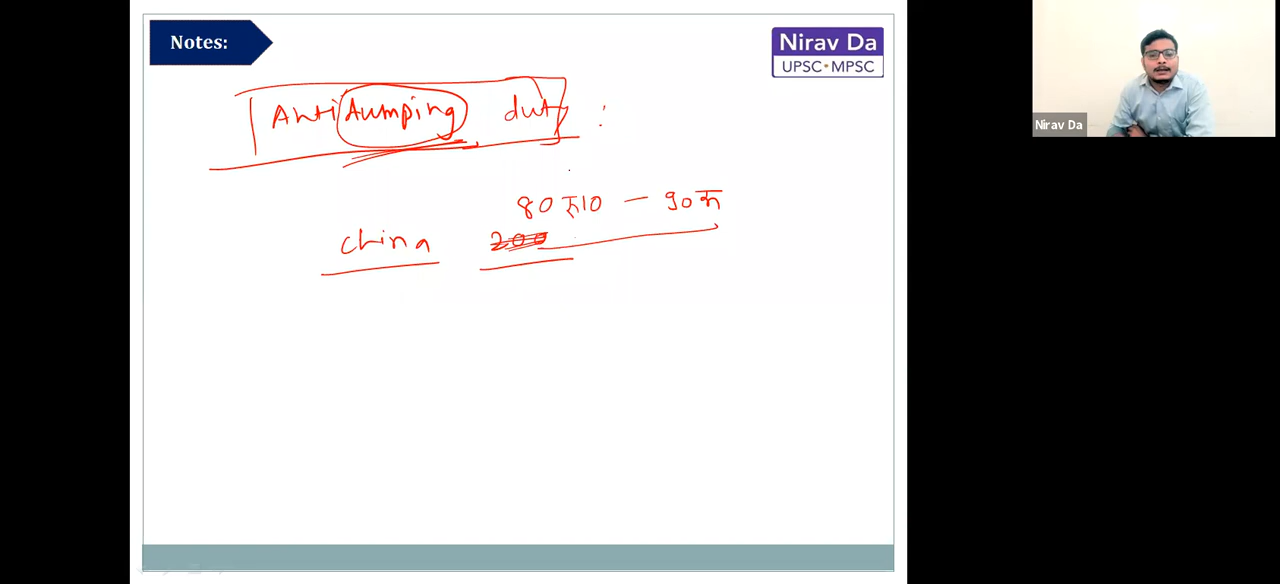 Notes:
Nirav Da
UPSC • MPSC
Anti dumping duty :
80 रु 10 — 90 रु
China 200
Nirav Da